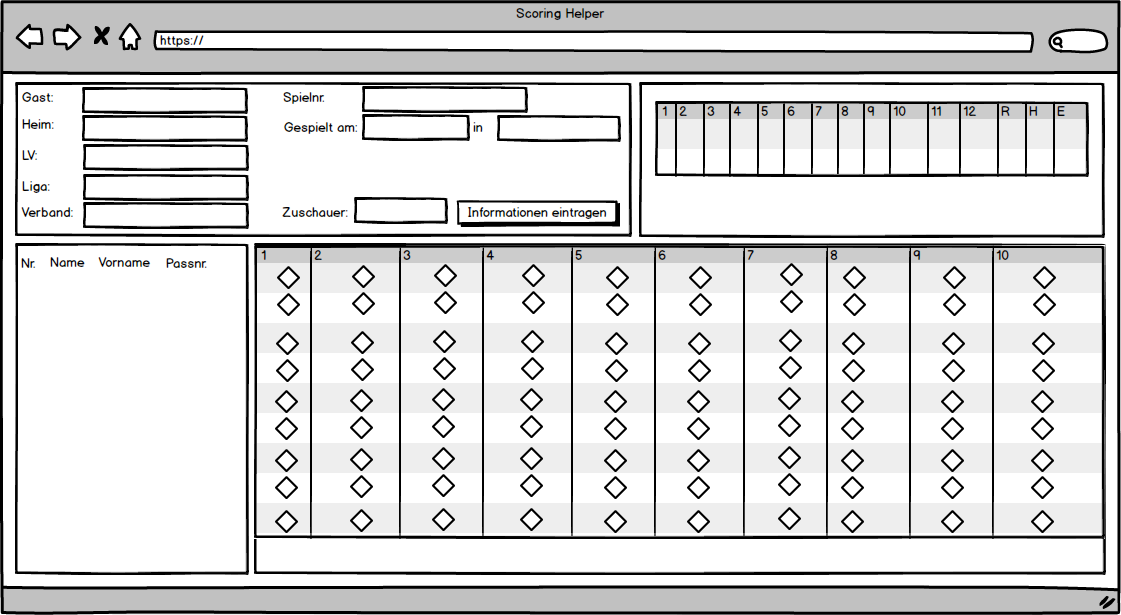 Scoring Helper
https://
Gast:
Spielnr.
Heim:
Gespielt am: in
LV:
Liga:
Verband:
Zuschauer:
Informationen eintragen
1 2 3 4 5 6 7 8 9 10 11 12 R H E
Nr. Name Vorname Passnr.
1 2 3 4 5 6 7 8 9 10